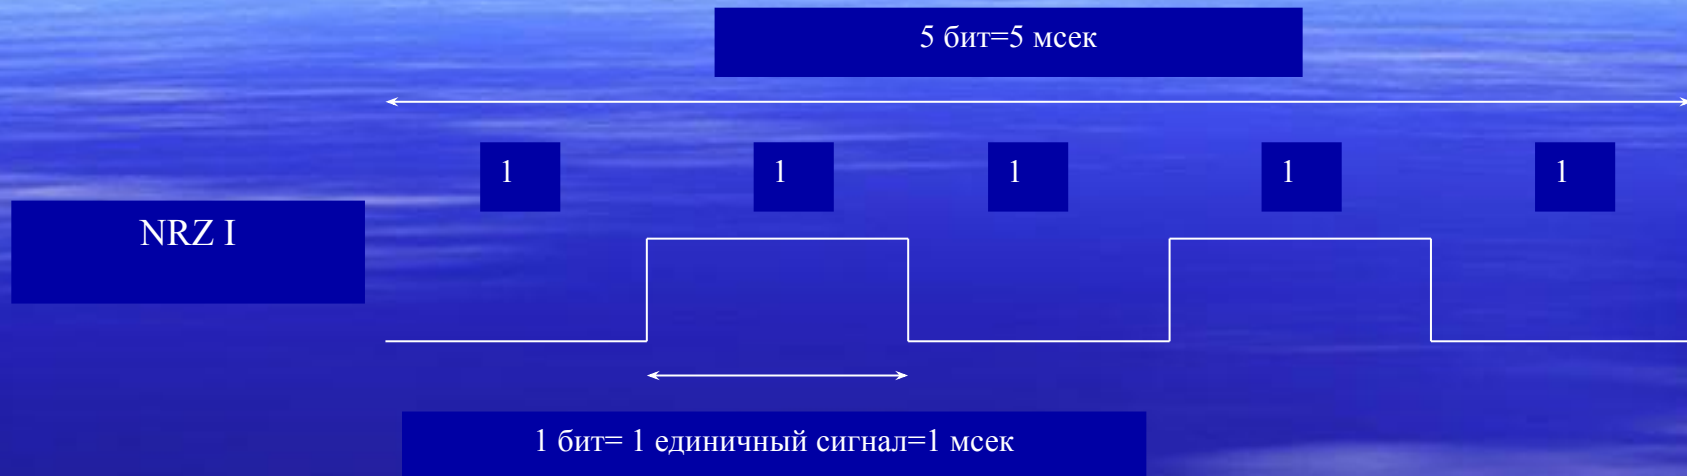 5 бит=5 мсек
1 1 1 1 1
NRZ I
1 бит= 1 единичный сигнал=1 мсек